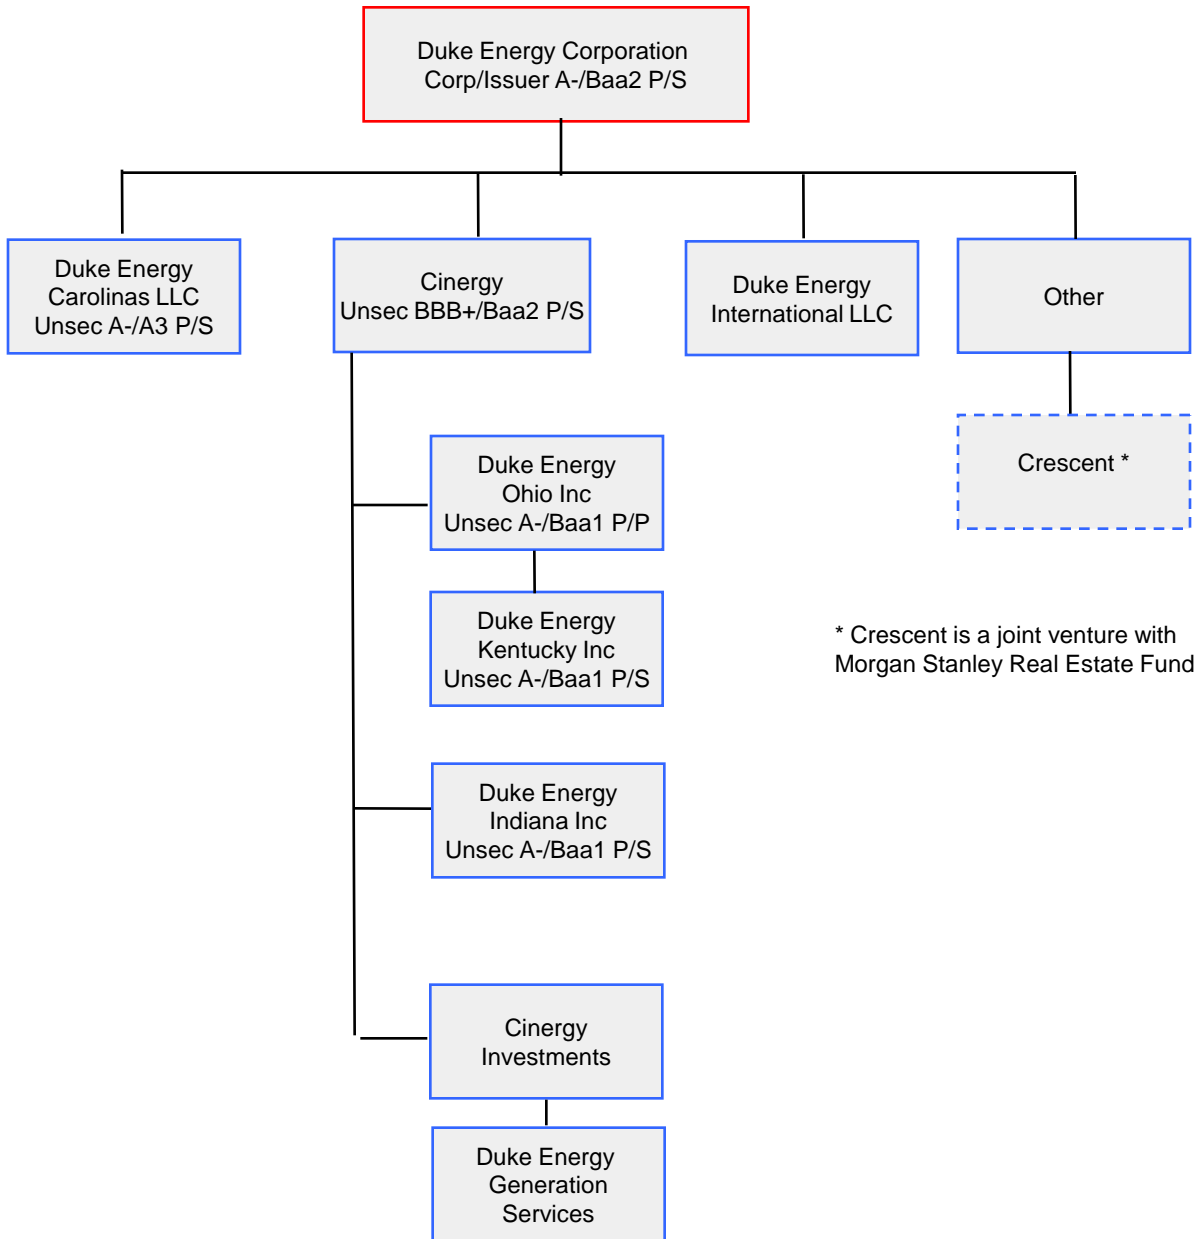 Duke Energy Corporation
Corp/Issuer A-/Baa2 P/S
Duke Energy
Carolinas LLC
Unsec A-/A3 P/S
Cinergy
Unsec BBB+/Baa2 P/S
Duke Energy
International LLC
Other
Crescent *
Duke Energy
Ohio Inc
Unsec A-/Baa1 P/P
Duke Energy
Kentucky Inc
Unsec A-/Baa1 P/S
* Crescent is a joint venture with
Morgan Stanley Real Estate Fund
Duke Energy
Indiana Inc
Unsec A-/Baa1 P/S
Cinergy
Investments
Duke Energy
Generation
Services